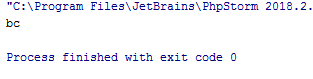 "C:\Program Files\JetBrains\PhpStorm 2018.2.
bc
Process finished with exit code 0